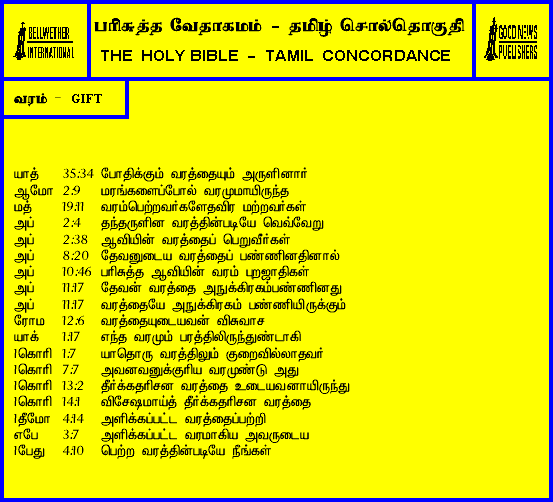 BELLWETHER
INTERNATIONAL
பரிசுத்த வேதாகமம் - தமிழ் சொல்தொகுதி
THE HOLY BIBLE - TAMIL CONCORDANCE
GOOD NEWS
PUBLISHERS
வரம் - GIFT
யாத் 35:34 போதிக்கும் வரத்தையும் அருளினார்
ஆமோ 2:9 மரங்களைப்போல் வரமுமாயிருந்த
மத் 19:11 வரம்பெற்றவர்களேதவிர மற்றவர்கள்
அப் 2:4 தந்தருளின வரத்தின்படியே வெவ்வேறு
அப் 2:38 ஆவியின் வரத்தைப் பெறுவீர்கள்
அப் 8:20 தேவனுடைய வரத்தைப் பண்ணினதினால்
அப் 10:46 பரிசுத்த ஆவியின் வரம் புறஜாதிகள்
அப் 11:17 தேவன் வரத்தை அநுக்கிரகம்பண்ணினது
அப் 11:17 வரத்தையே அநுக்கிரகம் பண்ணியிருக்கும்
ரோம 12:6 வரத்தையுடையவன் விசுவாச
யாக் 1:17 எந்த வரமும் பரத்திலிருந்துண்டாகி
1கொரி 1:7 யாதொரு வரத்திலும் குறைவில்லாதவர்
1கொரி 7:7 அவனவனுக்குரிய வரமுண்டு அது
1கொரி 13:2 தீர்க்கதரிசன வரத்தை உடையவனாயிருந்து
1கொரி 14:1 விசேஷமாய்த் தீர்க்கதரிசன வரத்தை
1தீமோ 4:14 அளிக்கப்பட்ட வரத்தைப்பற்றி
எபே 3:7 அளிக்கப்பட்ட வரமாகிய அவருடைய
1பேது 4:10 பெற்ற வரத்தின்படியே நீங்கள்